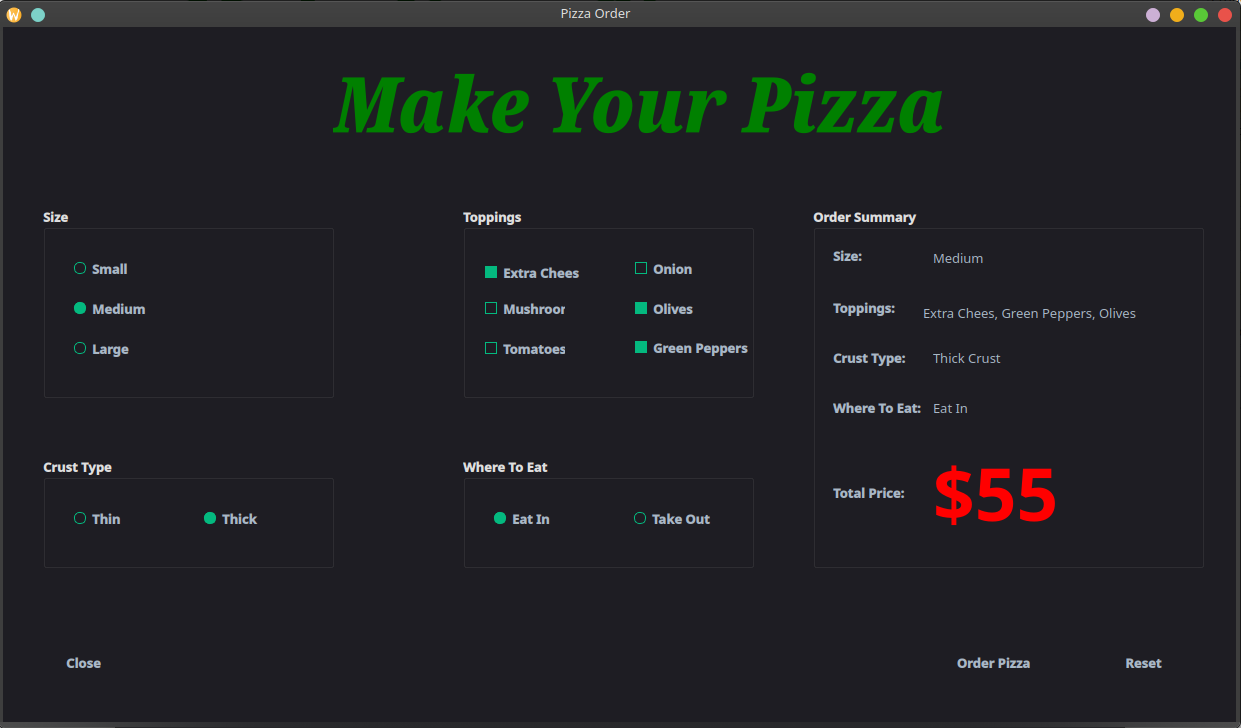 Pizza Order
Make Your Pizza
Size
Small
Medium
Large
Toppings
Extra Chees
Onion
Mushroor
Olives
Tomatoes
Green Peppers
Order Summary
Size: Medium
Toppings: Extra Chees, Green Peppers, Olives
Crust Type: Thick Crust
Where To Eat: Eat In
Total Price: $55
Crust Type
Thin Thick
Where To Eat
Eat In Take Out
Close
Order Pizza
Reset